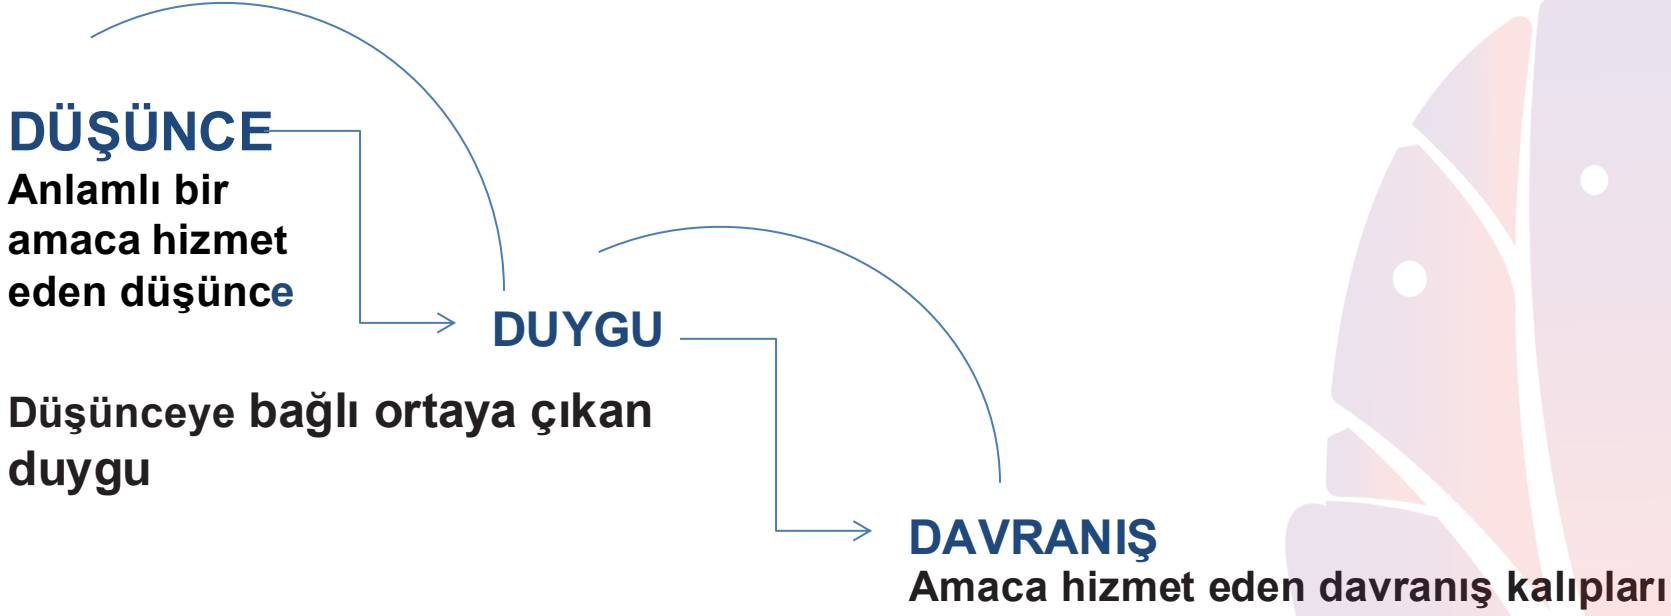 DÜŞÜNCE
Anlamlı bir
amaca hizmet
eden düşünce
DUYGU
Düşünceye bağlı ortaya çıkan
duygu
DAVRANIŞ
Amaca hizmet eden davranış kalıpları